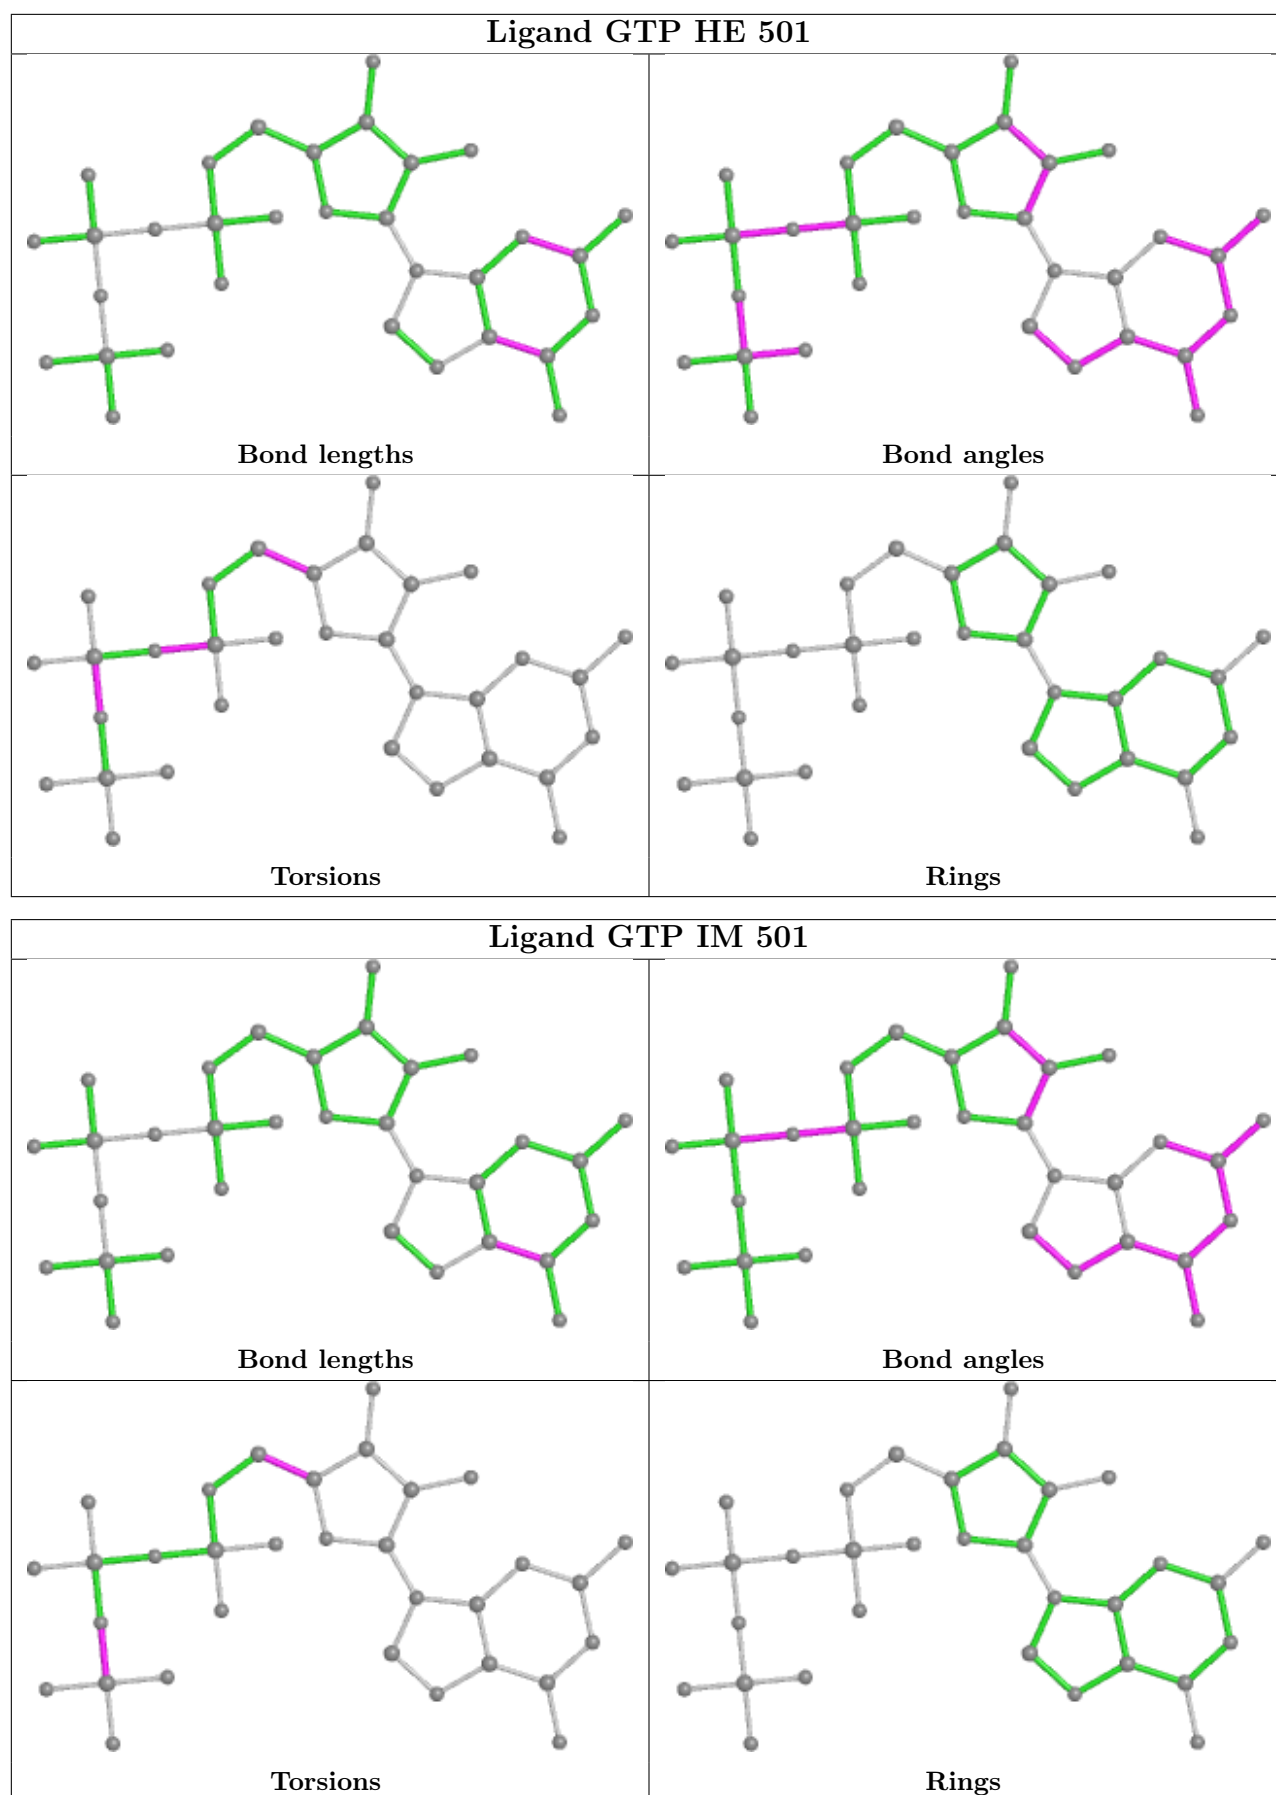 Ligand GTP HE 501
Bond lengths
Bond angles
Torsions
Rings
Ligand GTP IM 501
Bond lengths
Bond angles
Torsions
Rings